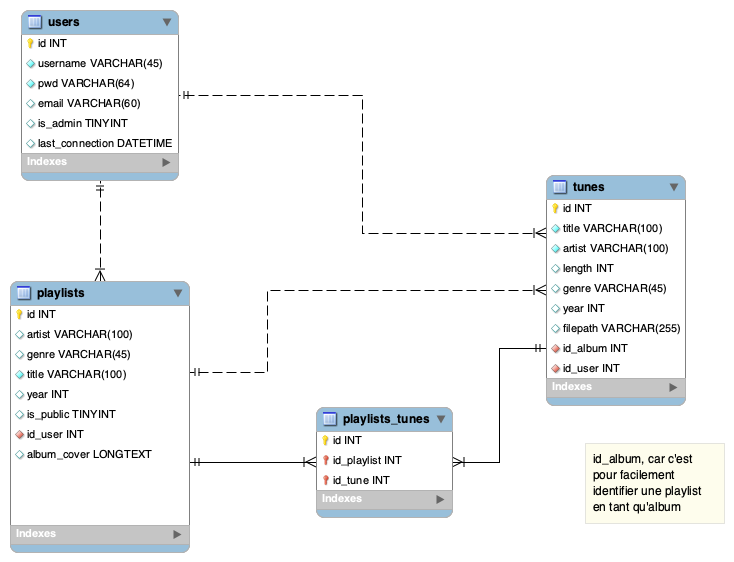 users
id INT
username VARCHAR(45)
pwd VARCHAR(64)
email VARCHAR(60)
is_admin TINYINT
last_connection DATETIME
Indexes
tunes
id INT
title VARCHAR(100)
artist VARCHAR(100)
length INT
genre VARCHAR(45)
year INT
filepath VARCHAR(255)
id_album INT
id_user INT
Indexes
playlists
id INT
artist VARCHAR(100)
genre VARCHAR(45)
title VARCHAR(100)
year INT
is_public TINYINT
id_user INT
album_cover LONGTEXT
Indexes
playlists_tunes
id INT
id_playlist INT
id_tune INT
Indexes
id_album, car c'est
pour facilement
identifier une playlist
en tant qu'album